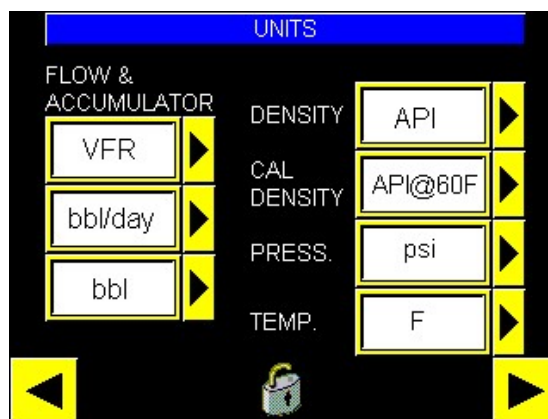 UNITS
FLOW &
ACCUMULATOR
VFR
bbl/day
bbl
DENSITY
API
CAL
DENSITY
API@60F
PRESS.
psi
TEMP.
F